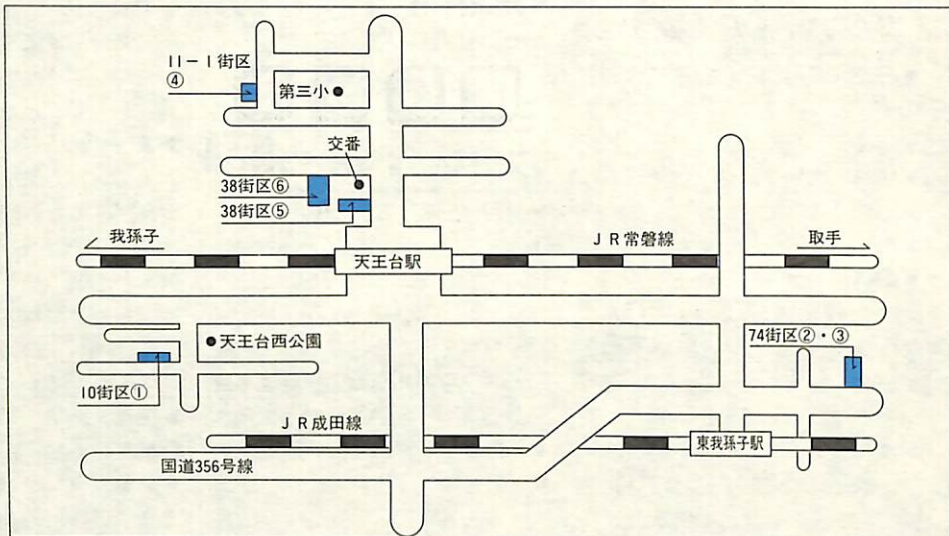 11-1街区
④
第三小
交番
38街区⑥
38街区⑤
我孫子
JR常磐線
取手
天王台駅
74街区②・③
天王台西公園
10街区①
JR成田線
東我孫子駅
国道356号線